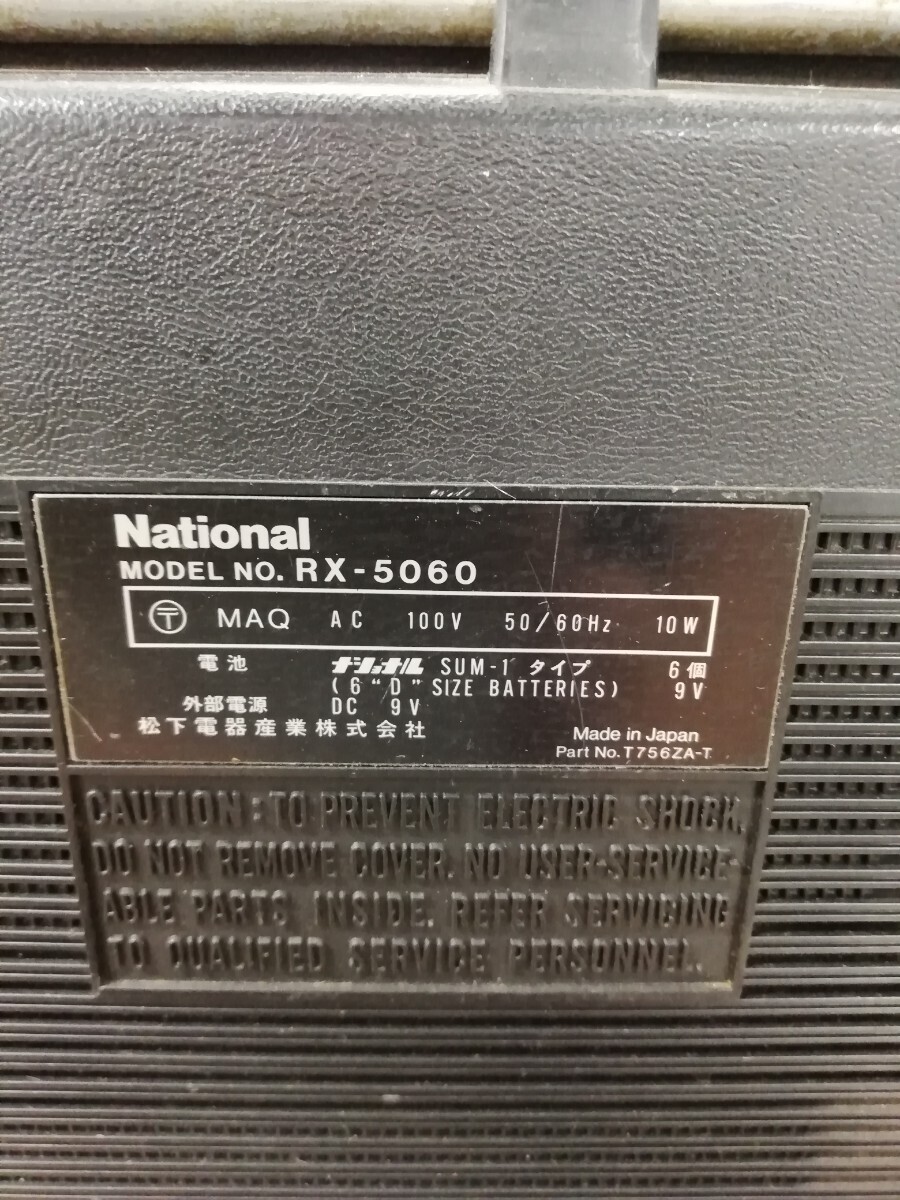 National
MODEL NO. RX-5060
〒 MAQ AC 100V 50/60Hz 10W
電池 ナショナル SUM-1 タイプ 6個
(6 "D" SIZE BATTERIES) 9V
外部電源 DC 9V
松下電器産業株式会社
Made in Japan
Part No. T756ZA-T
CAUTION: TO PREVENT ELECTRIC SHOCK,
DO NOT REMOVE COVER. NO USER-SERVICE-
ABLE PARTS INSIDE. REFER SERVICING
TO QUALIFIED SERVICE PERSONNEL.